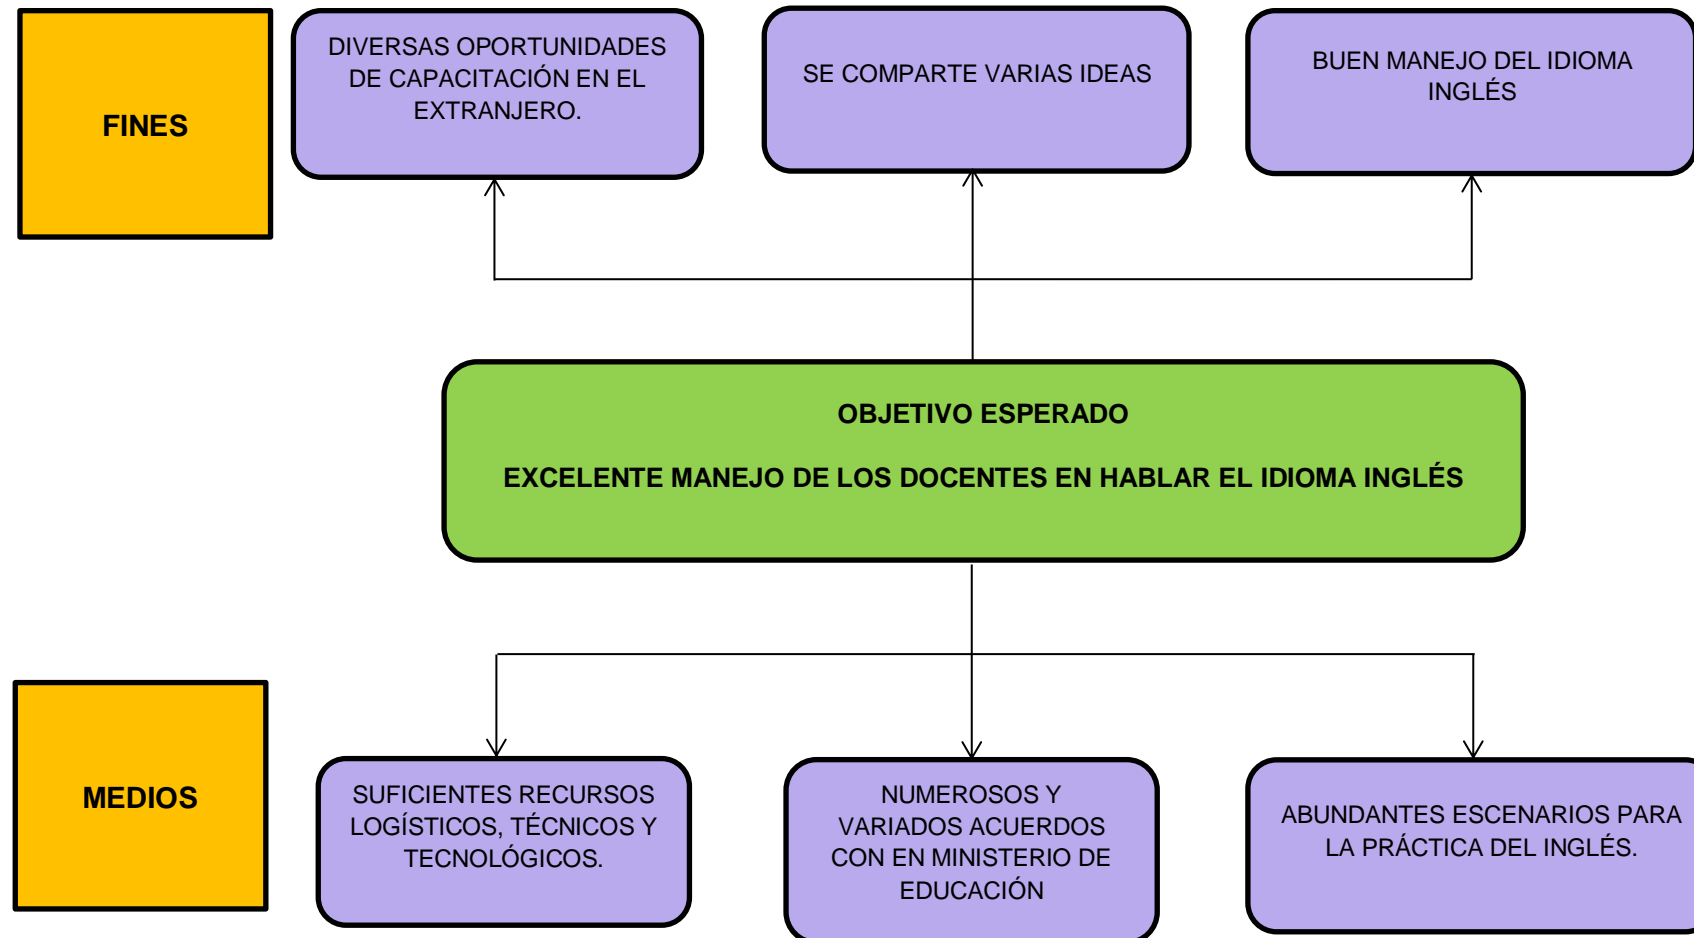 FINES
DIVERSAS OPORTUNIDADES
DE CAPACITACIÓN EN EL
EXTRANJERO.
SE COMPARTE VARIAS IDEAS
BUEN MANEJO DEL IDIOMA
INGLÉS
OBJETIVO ESPERADO
EXCELENTE MANEJO DE LOS DOCENTES EN HABLAR EL IDIOMA INGLÉS
MEDIOS
SUFICIENTES RECURSOS
LOGÍSTICOS, TÉCNICOS Y
TECNOLÓGICOS.
NUMEROSOS Y
VARIADOS ACUERDOS
CON EN MINISTERIO DE
EDUCACIÓN
ABUNDANTES ESCENARIOS PARA
LA PRÁCTICA DEL INGLÉS.